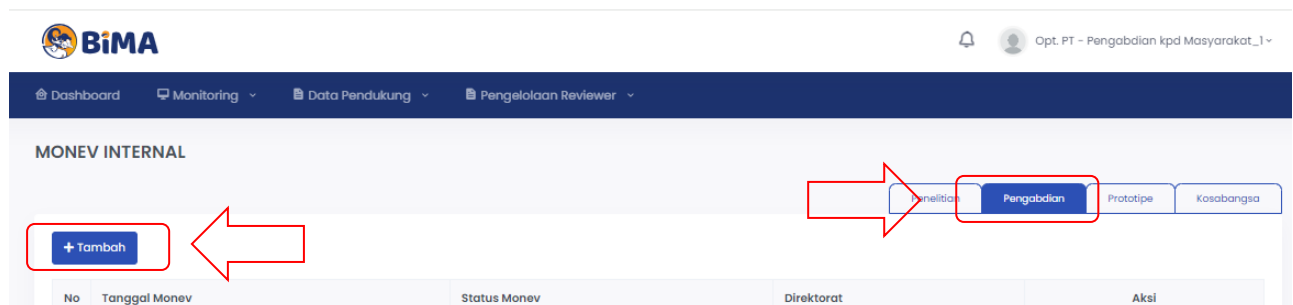 BiMA
Opt. PT - Pengabdian kpd Masyarakat_1
Dashboard Monitoring Data Pendukung Pengelolaan Reviewer
MONEV INTERNAL
Penelitian Pengabdian Prototipe Kosabangsa
+ Tambah
No Tanggal Monev Status Monev Direktorat Aksi